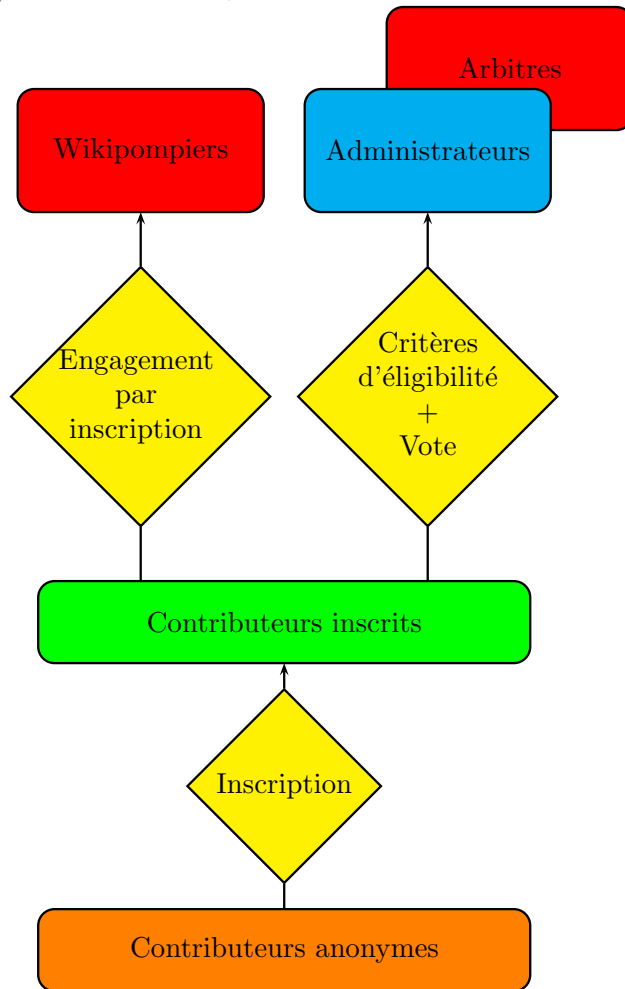 Arbitres
Wikipompiers
Administrateurs
Engagement
par
inscription
Critères
d'éligibilité
+
Vote
Contributeurs inscrits
Inscription
Contributeurs anonymes